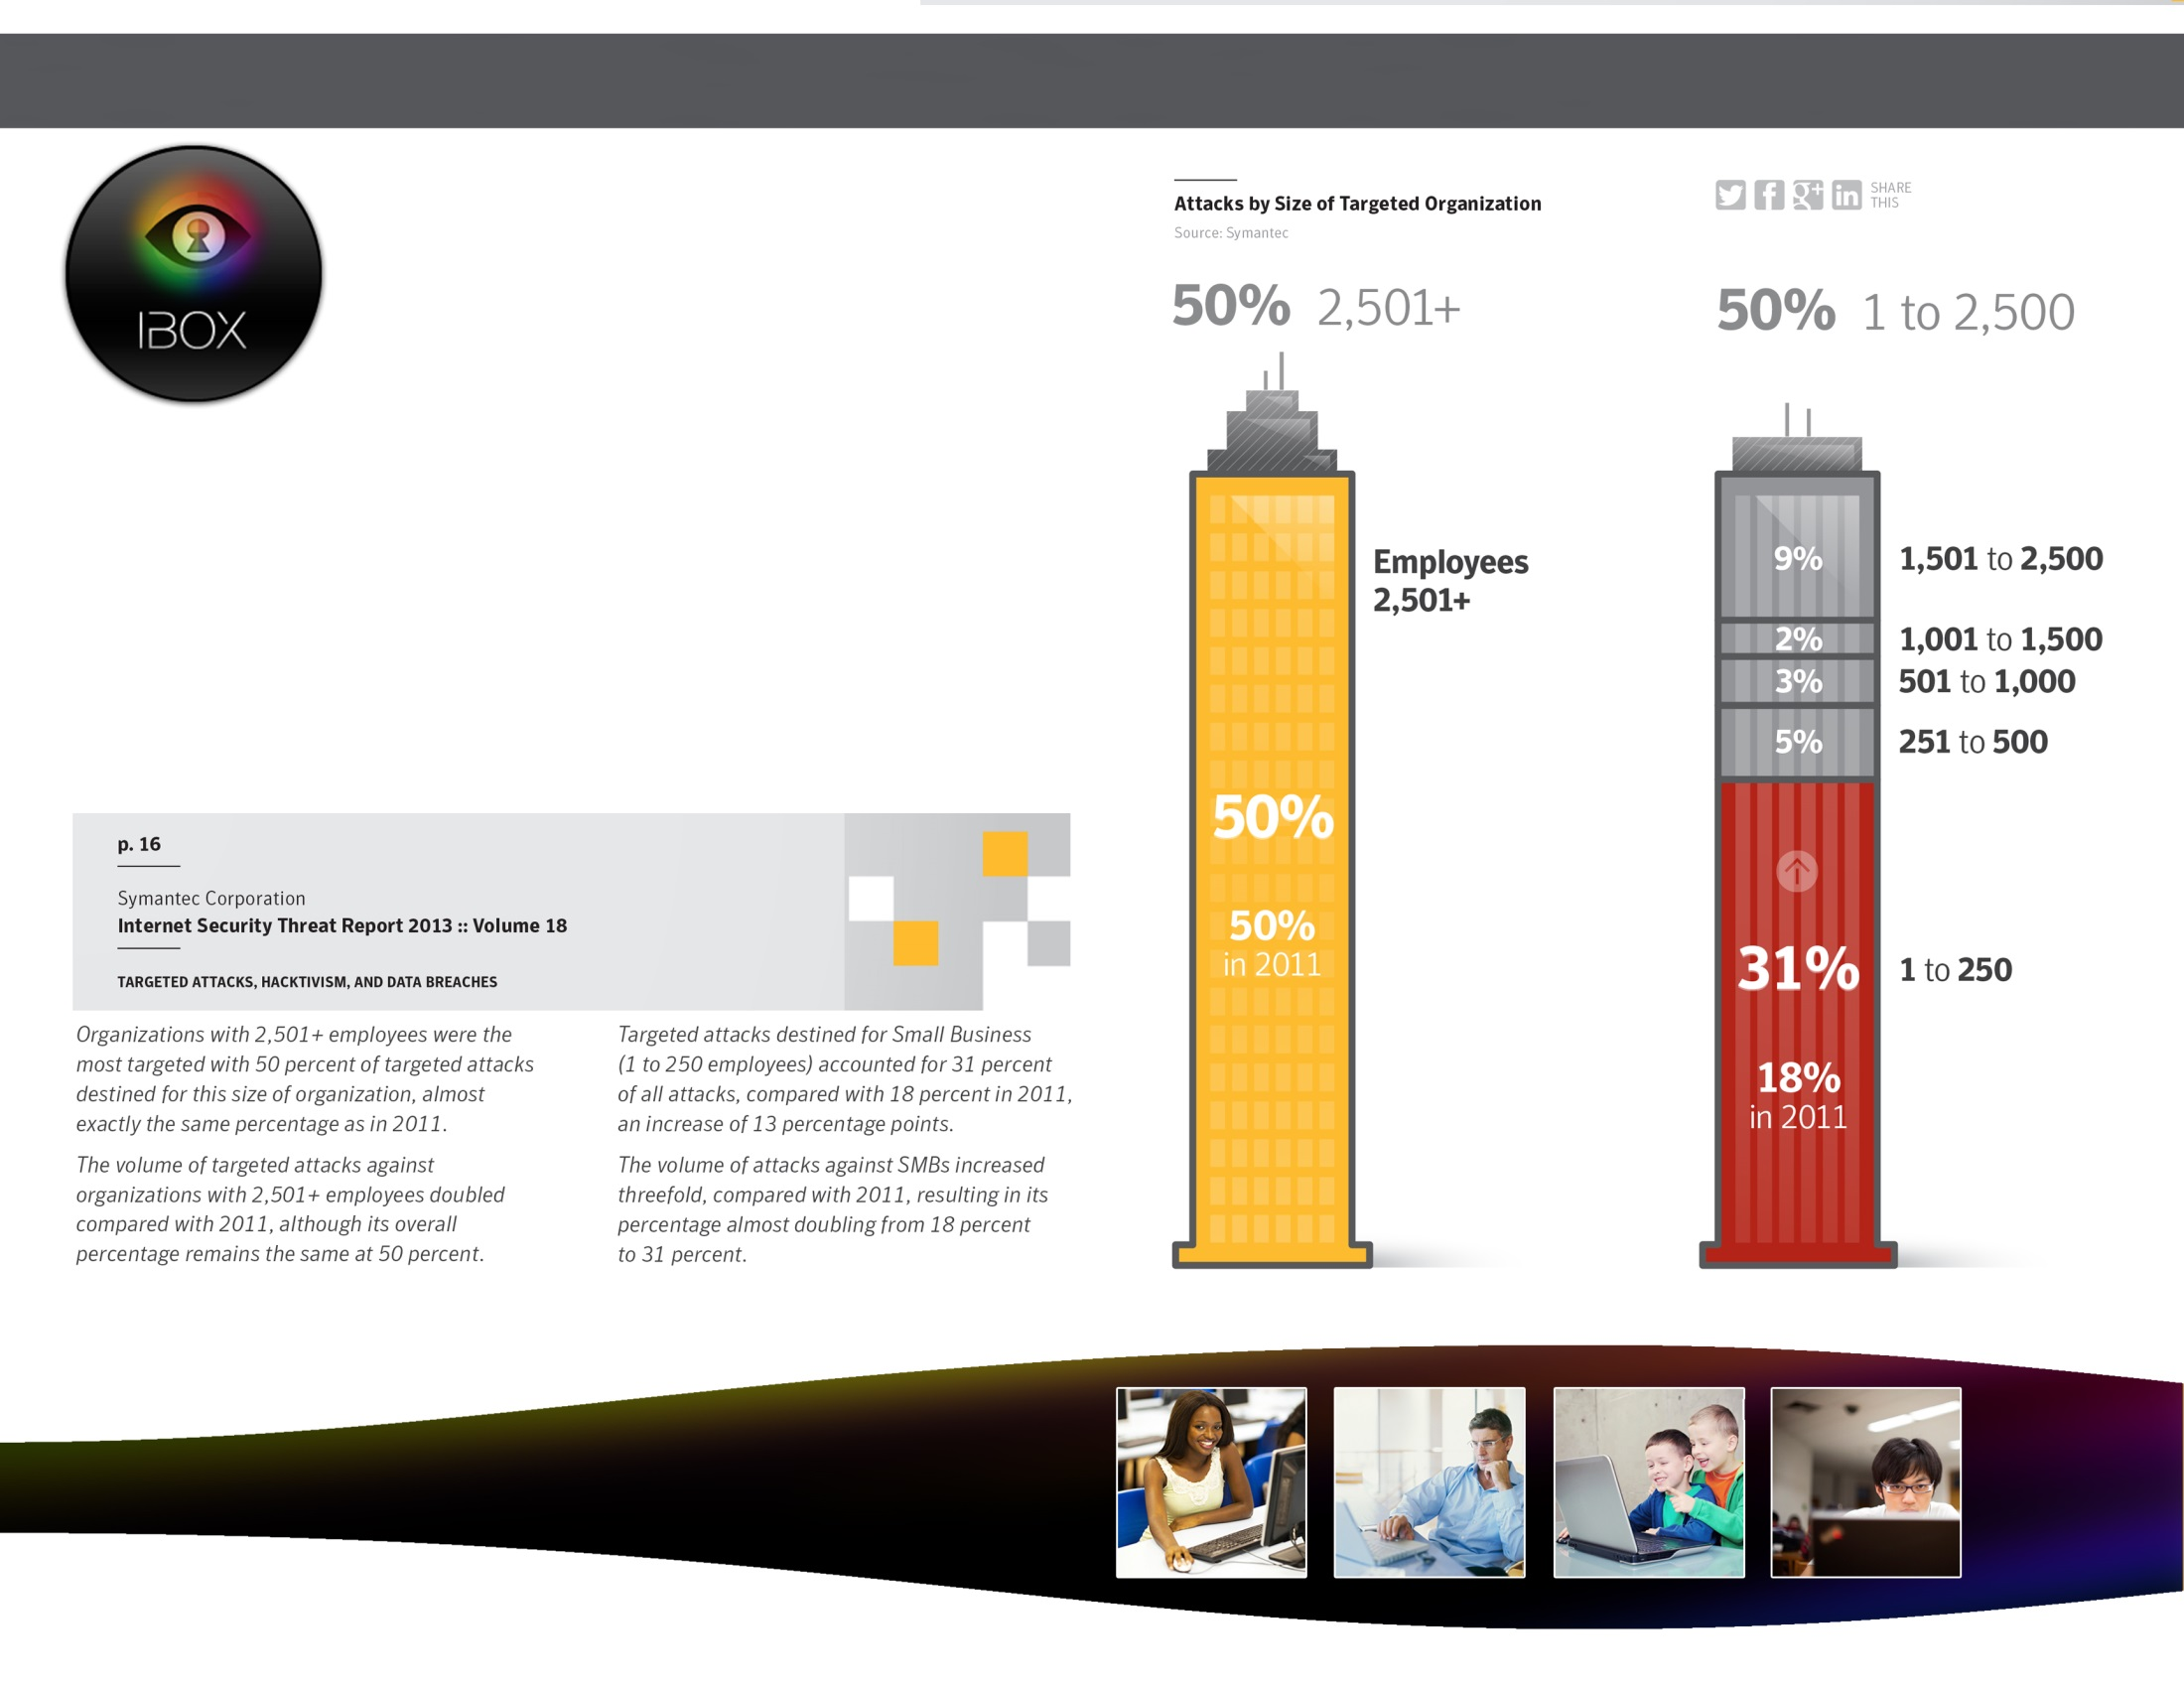 IBOX
Attacks by Size of Targeted Organization
Source: Symantec
SHARE
THIS
50% 2,501+
50% 1 to 2,500
Employees
2,501+
50%
50%
in 2011
9% 1,501 to 2,500
2% 1,001 to 1,500
3% 501 to 1,000
5% 251 to 500
31% 1 to 250
18%
in 2011
p. 16
Symantec Corporation
Internet Security Threat Report 2013 :: Volume 18
TARGETED ATTACKS, HACKTIVISM, AND DATA BREACHES
Organizations with 2,501+ employees were the
most targeted with 50 percent of targeted attacks
destined for this size of organization, almost
exactly the same percentage as in 2011.
The volume of targeted attacks against
organizations with 2,501+ employees doubled
compared with 2011, although its overall
percentage remains the same at 50 percent.
Targeted attacks destined for Small Business
(1 to 250 employees) accounted for 31 percent
of all attacks, compared with 18 percent in 2011,
an increase of 13 percentage points.
The volume of attacks against SMBs increased
threefold, compared with 2011, resulting in its
percentage almost doubling from 18 percent
to 31 percent.